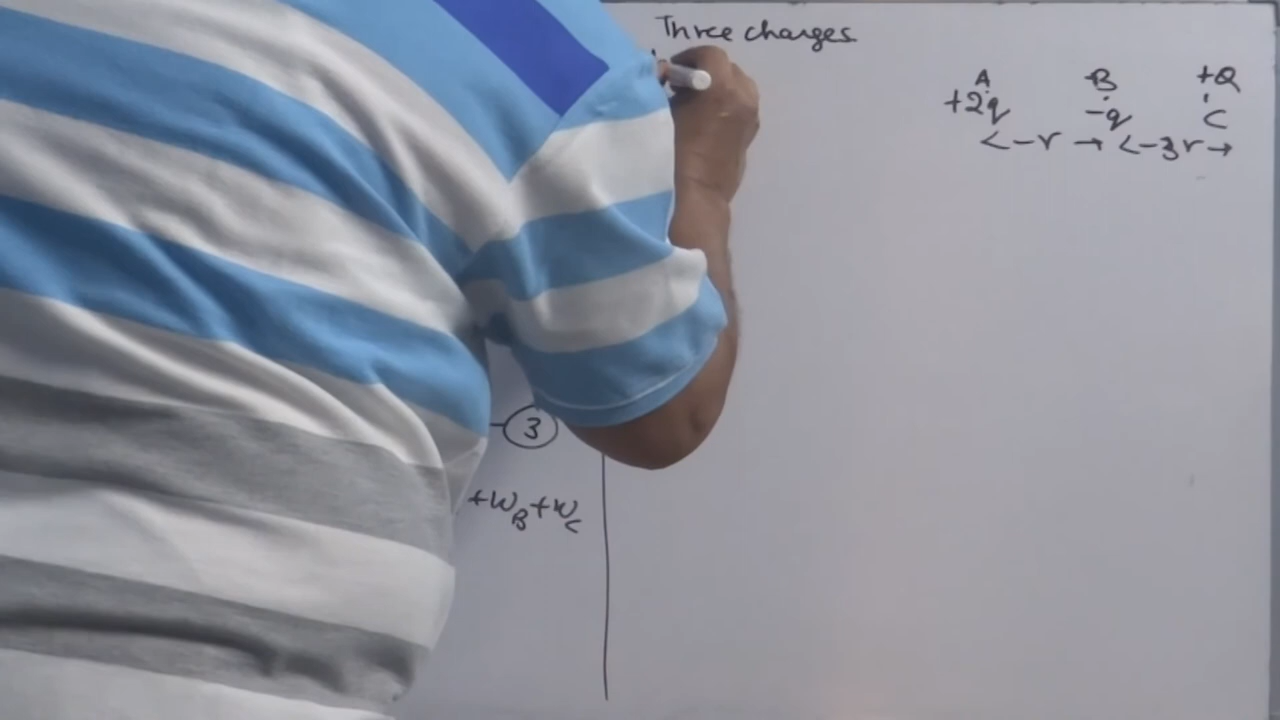 Three charges
A B +Q
+2q -q C
<-r-> <-3r->
3
+W_B+W_C